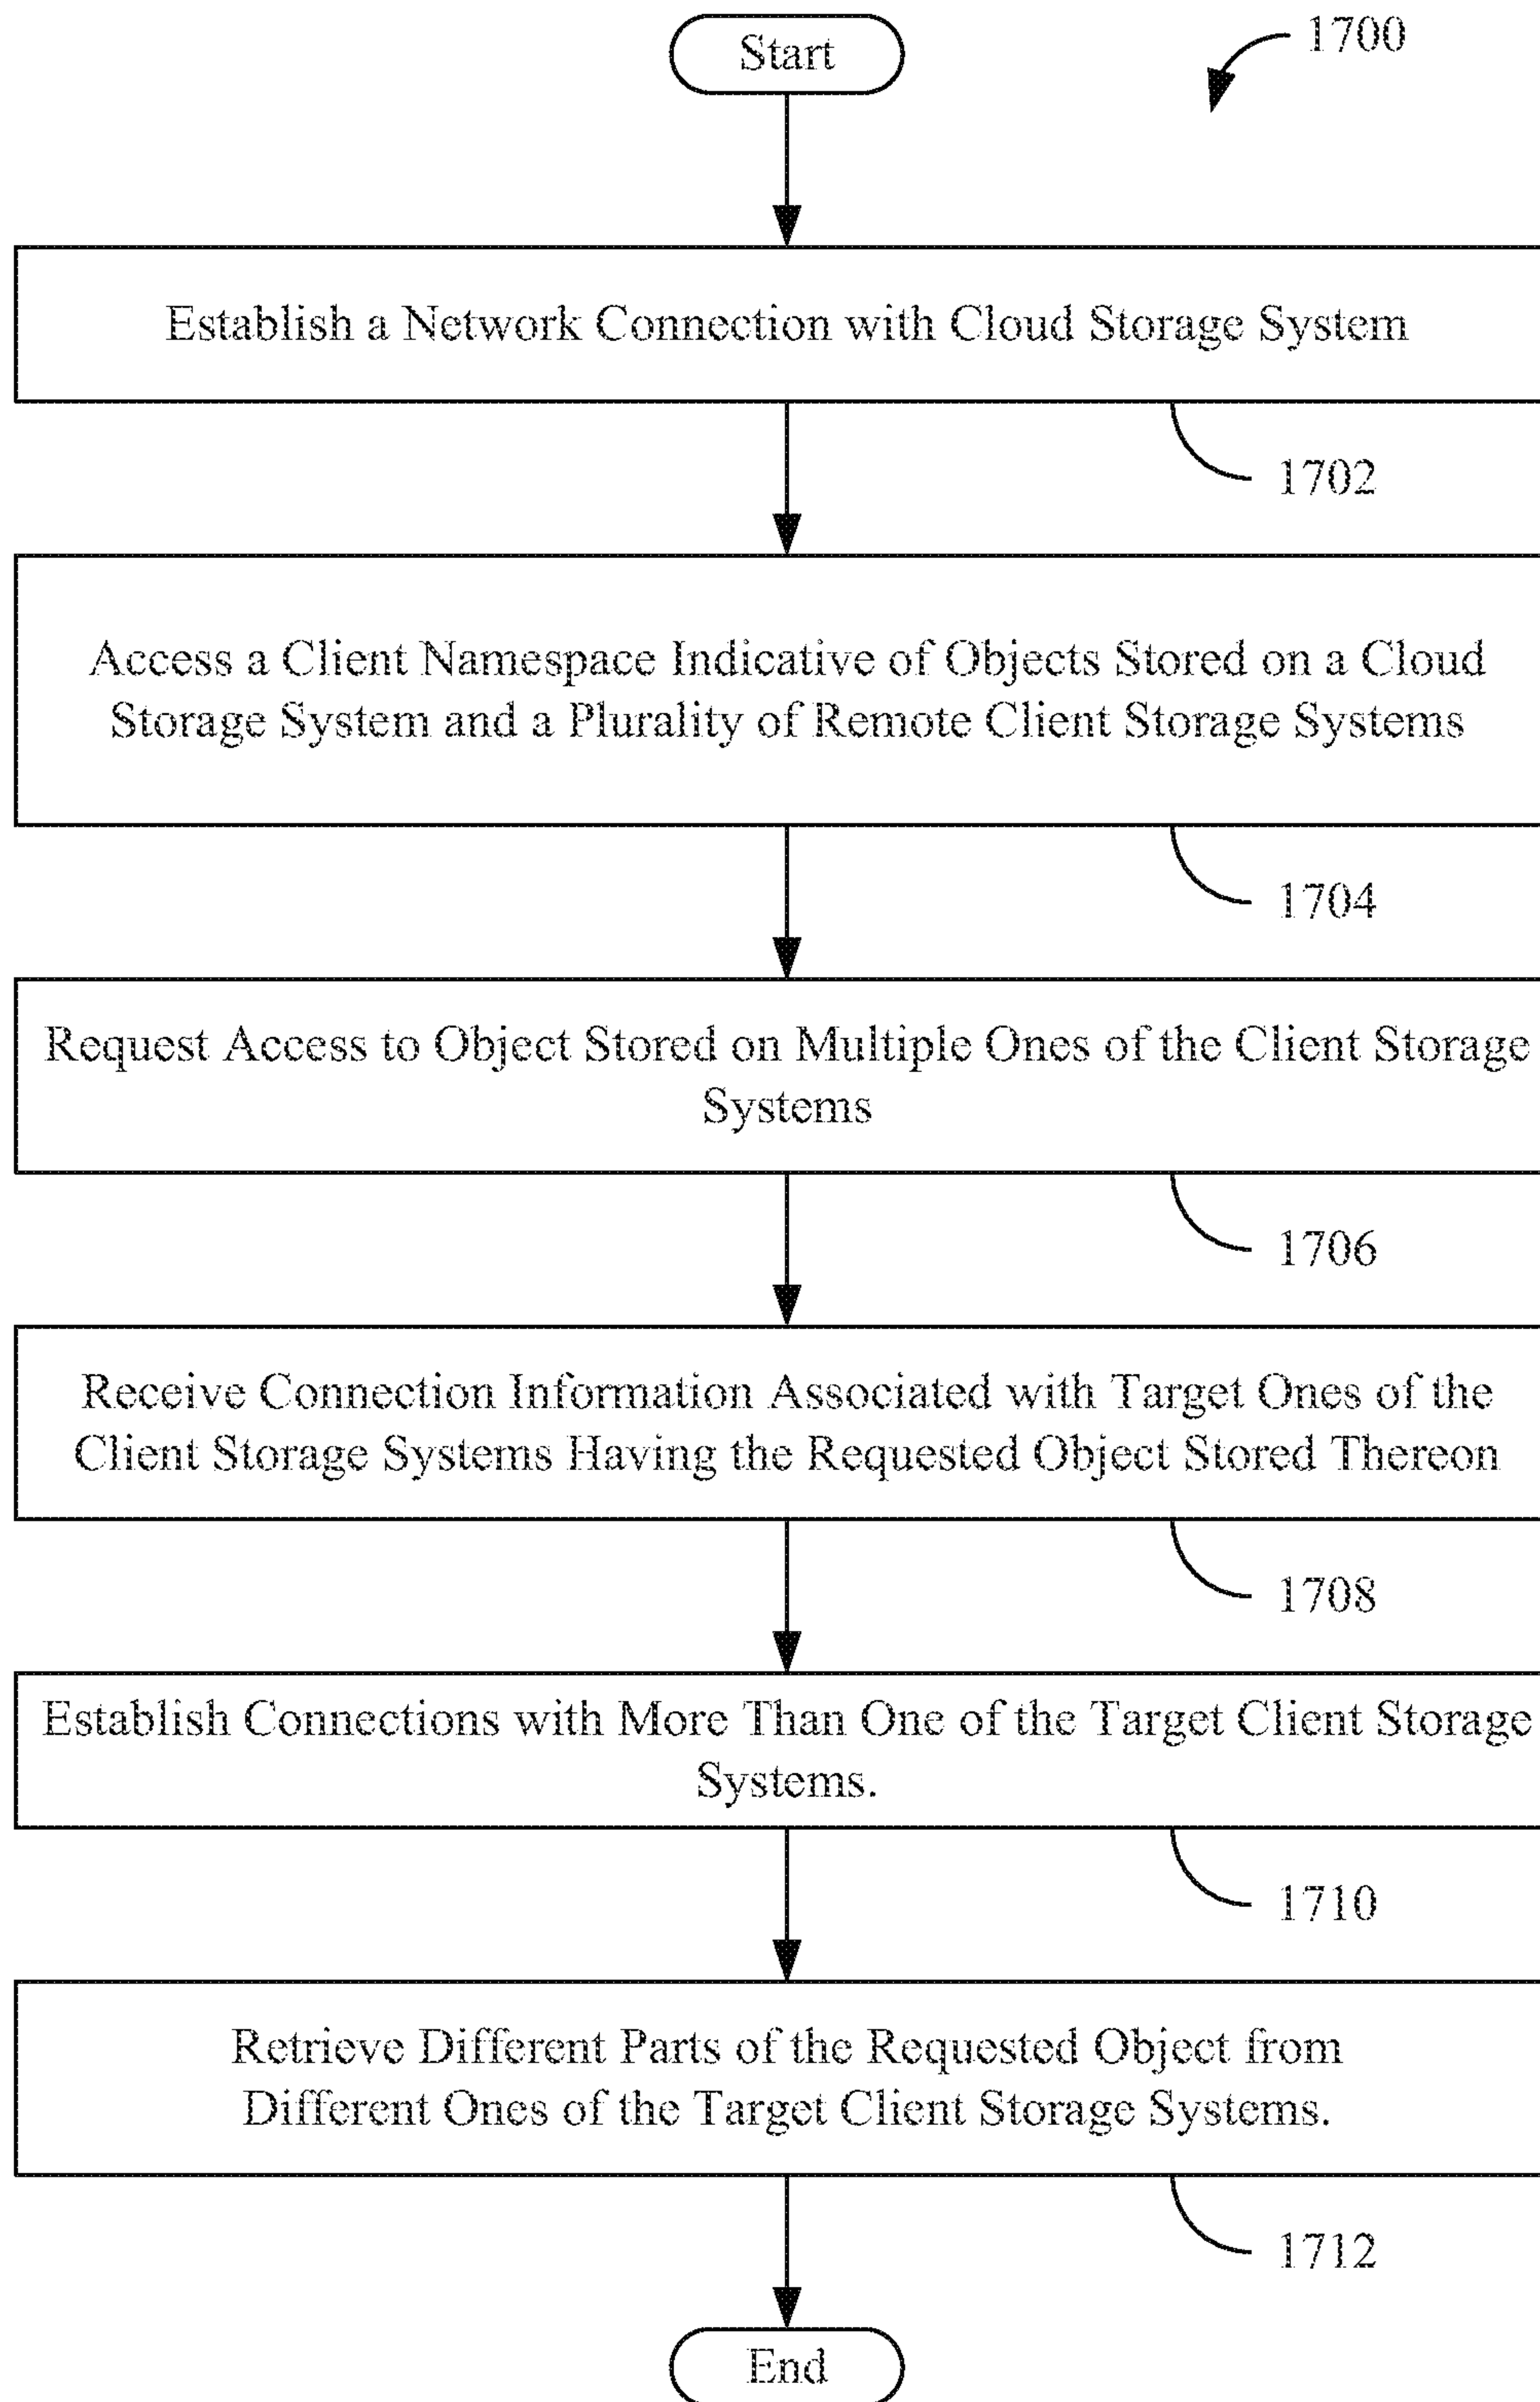 Start
1700
Establish a Network Connection with Cloud Storage System
1702
Access a Client Namespace Indicative of Objects Stored on a Cloud
Storage System and a Plurality of Remote Client Storage Systems
1704
Request Access to Object Stored on Multiple Ones of the Client Storage
Systems
1706
Receive Connection Information Associated with Target Ones of the
Client Storage Systems Having the Requested Object Stored Thereon
1708
Establish Connections with More Than One of the Target Client Storage
Systems.
1710
Retrieve Different Parts of the Requested Object from
Different Ones of the Target Client Storage Systems.
1712
End